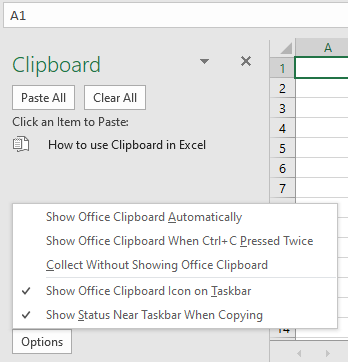 A1
Clipboard
Paste All Clear All
Click an Item to Paste:
How to use Clipboard in Excel
Show Office Clipboard Automatically
Show Office Clipboard When Ctrl+C Pressed Twice
Collect Without Showing Office Clipboard
Show Office Clipboard Icon on Taskbar
Show Status Near Taskbar When Copying
Options
A
1
2
3
4
5
6
7
14